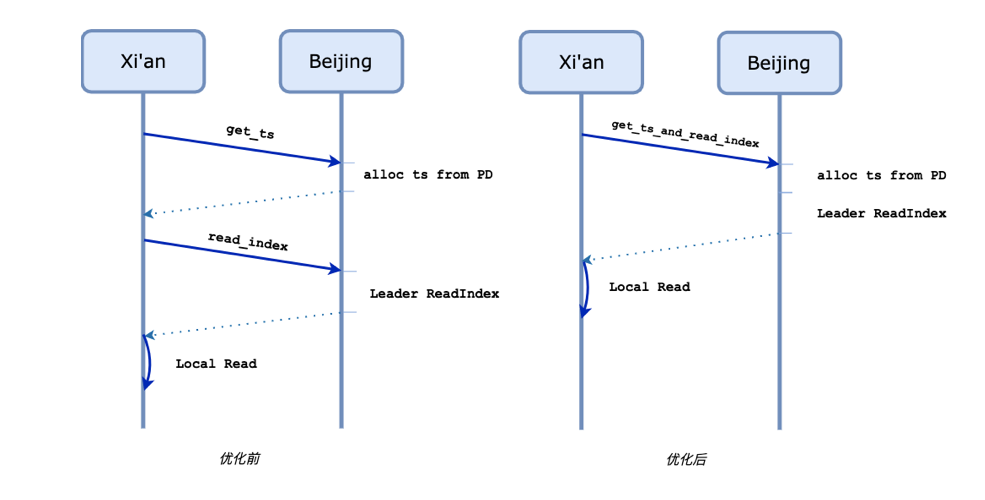 Xi'an
Beijing
get_ts
alloc ts from PD
read_index
Leader ReadIndex
Local Read
优化前
Xi'an
Beijing
get_ts_and_read_index
alloc ts from PD
Leader ReadIndex
Local Read
优化后